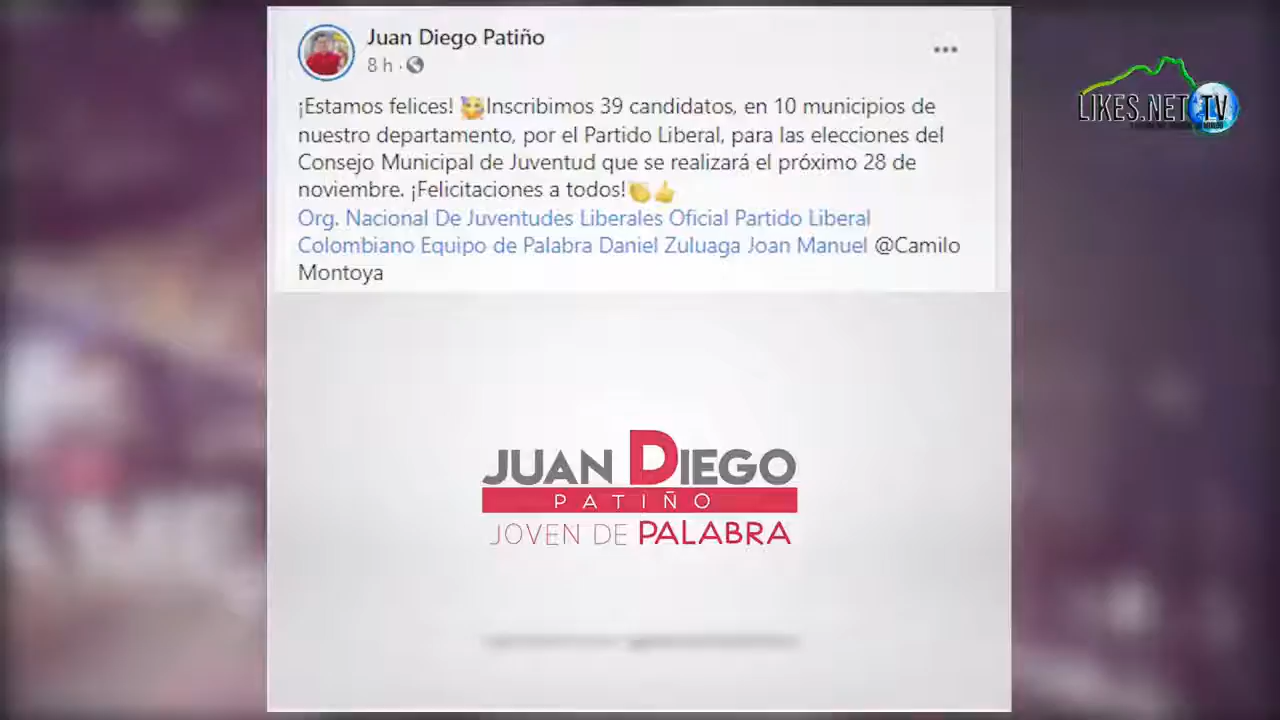 Juan Diego Patiño
8 h ·
¡Estamos felices! 🥳Inscribimos 39 candidatos, en 10 municipios de
nuestro departamento, por el Partido Liberal, para las elecciones del
Consejo Municipal de Juventud que se realizará el próximo 28 de
noviembre. ¡Felicitaciones a todos!👏👍
Org. Nacional De Juventudes Liberales Oficial Partido Liberal
Colombiano Equipo de Palabra Daniel Zuluaga Joan Manuel @Camilo
Montoya
LIKES.NET TV
JUAN DIEGO
PATIÑO
JOVEN DE PALABRA